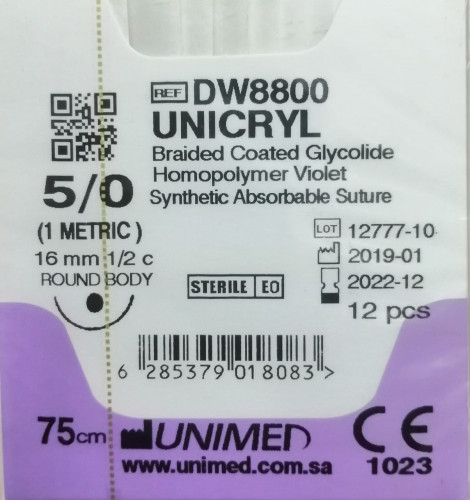 REF DW8800
UNICRYL
Braided Coated Glycolide
Homopolymer Violet
Synthetic Absorbable Suture
5/0
(1 METRIC)
16 mm 1/2 c
ROUND BODY
LOT 12777-10
2019-01
2022-12
12 pcs
STERILE EO
6 285379 018083>
75cm UNIMED
www.unimed.com.sa
CE
1023